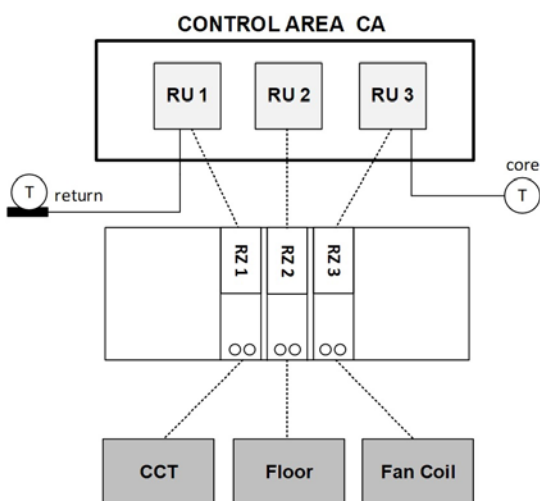 CONTROL AREA CA
RU 1
RU 2
RU 3
core
T
return
T
RZ 1
RZ 2
RZ 3
CCT
Floor
Fan Coil